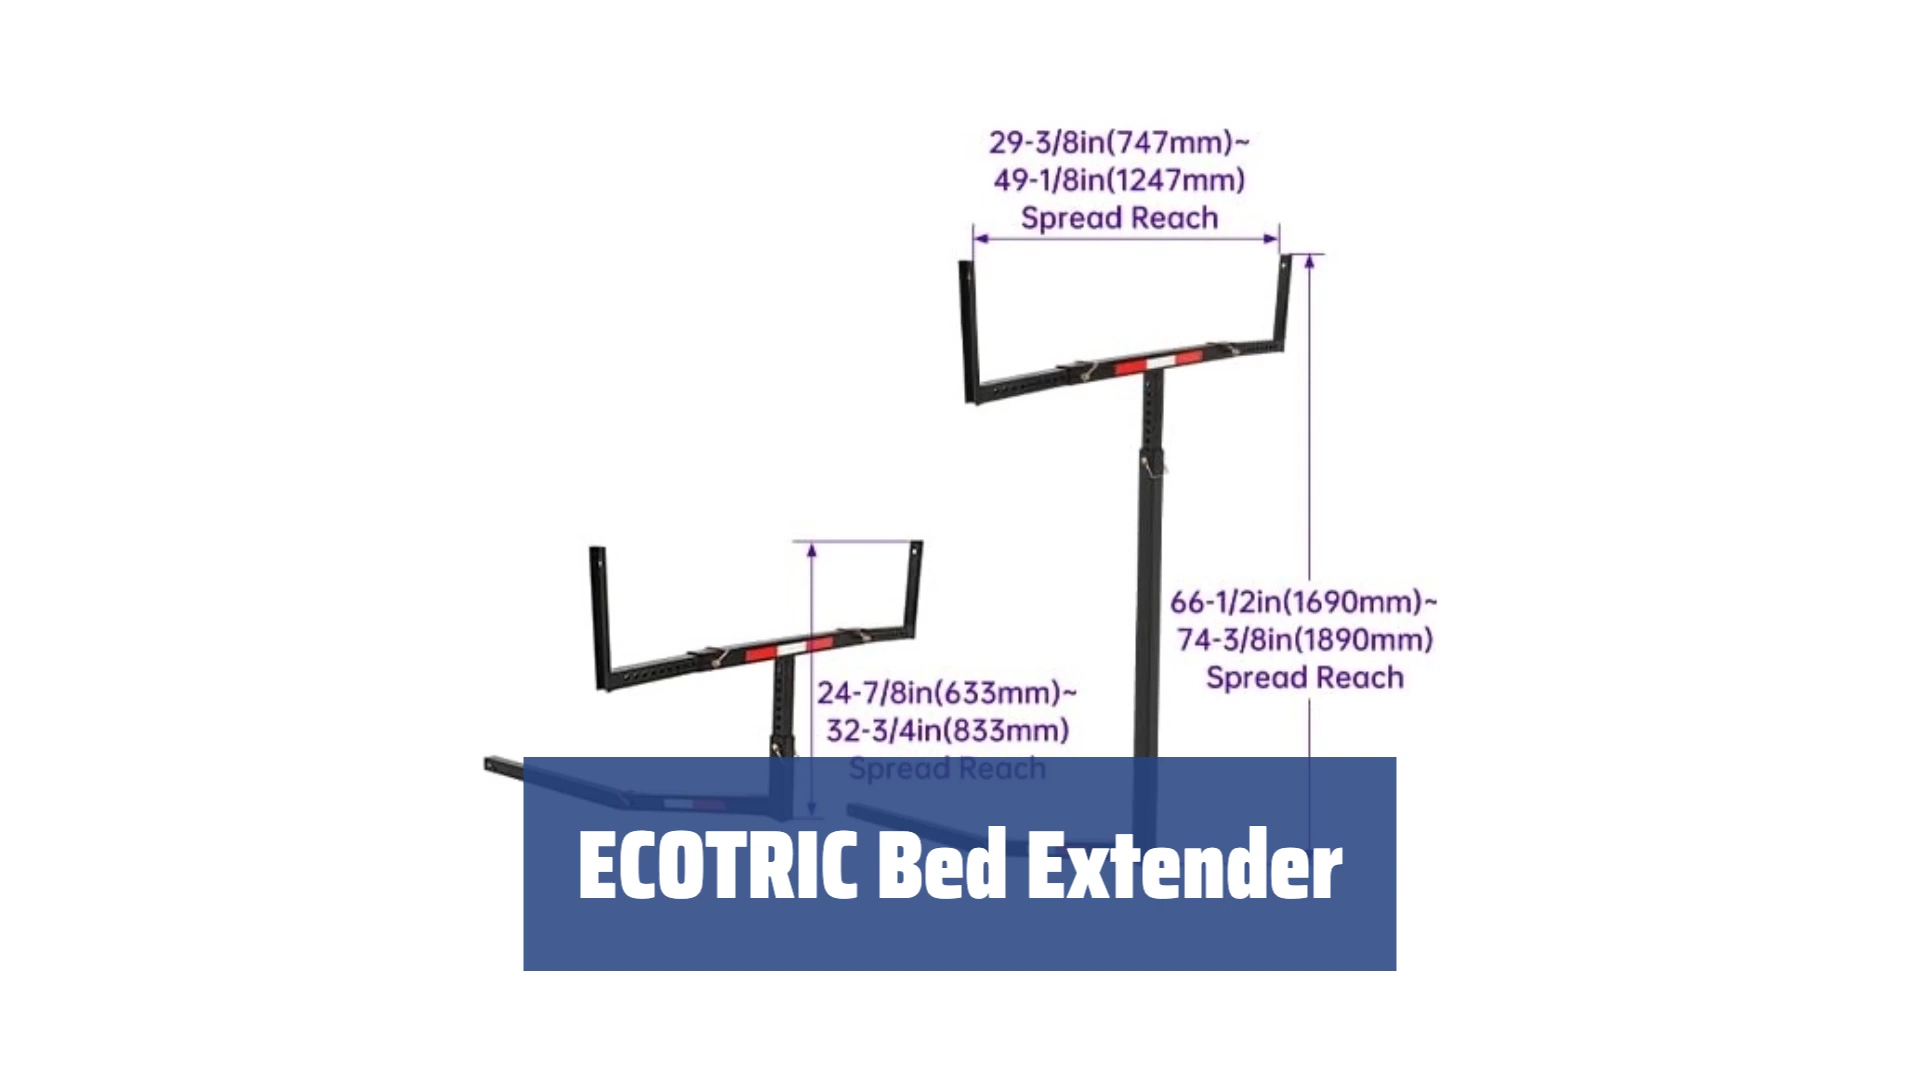 29-3/8in(747mm)~
49-1/8in(1247mm)
Spread Reach
66-1/2in(1690mm)~
74-3/8in(1890mm)
Spread Reach
24-7/8in(633mm)~
32-3/4in(833mm)
Spread Reach
ECOTRIC Bed Extender